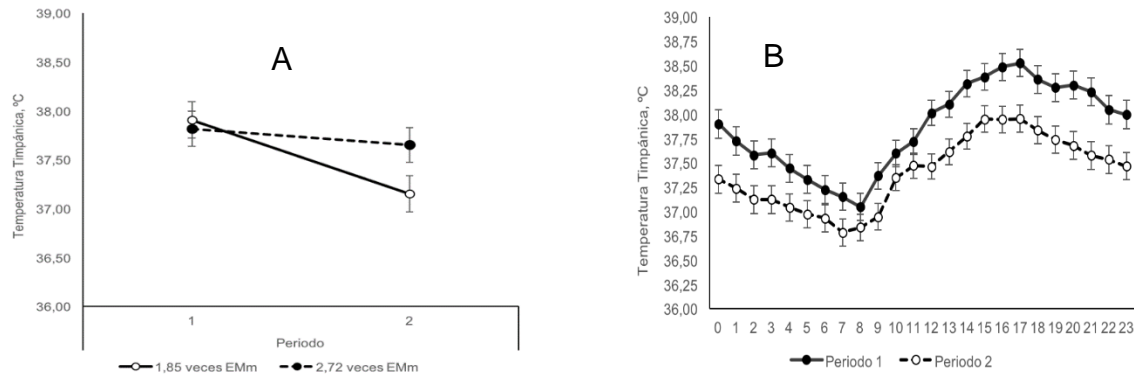 A
Temperatura Timpánica, ºC
39,00
38,50
38,00
37,50
37,00
36,50
36,00
1 2
Periodo
1,85 veces EMm 2,72 veces EMm
B
Temperatura Timpánica, ºC
39,00
38,75
38,50
38,25
38,00
37,75
37,50
37,25
37,00
36,75
36,50
36,25
36,00
0 1 2 3 4 5 6 7 8 9 10 11 12 13 14 15 16 17 18 19 20 21 22 23
Periodo 1 Periodo 2